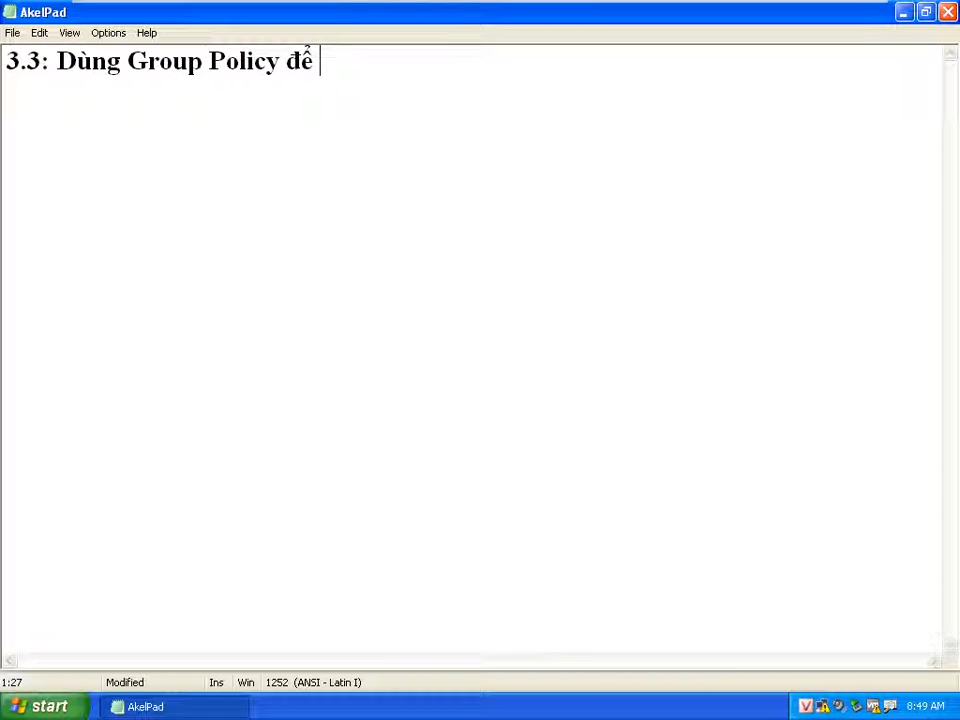 AkelPad
File Edit View Options Help
3.3: Dùng Group Policy để
1:27 Modified Ins Win 1252 (ANSI - Latin I)
start AkelPad V 8:49 AM